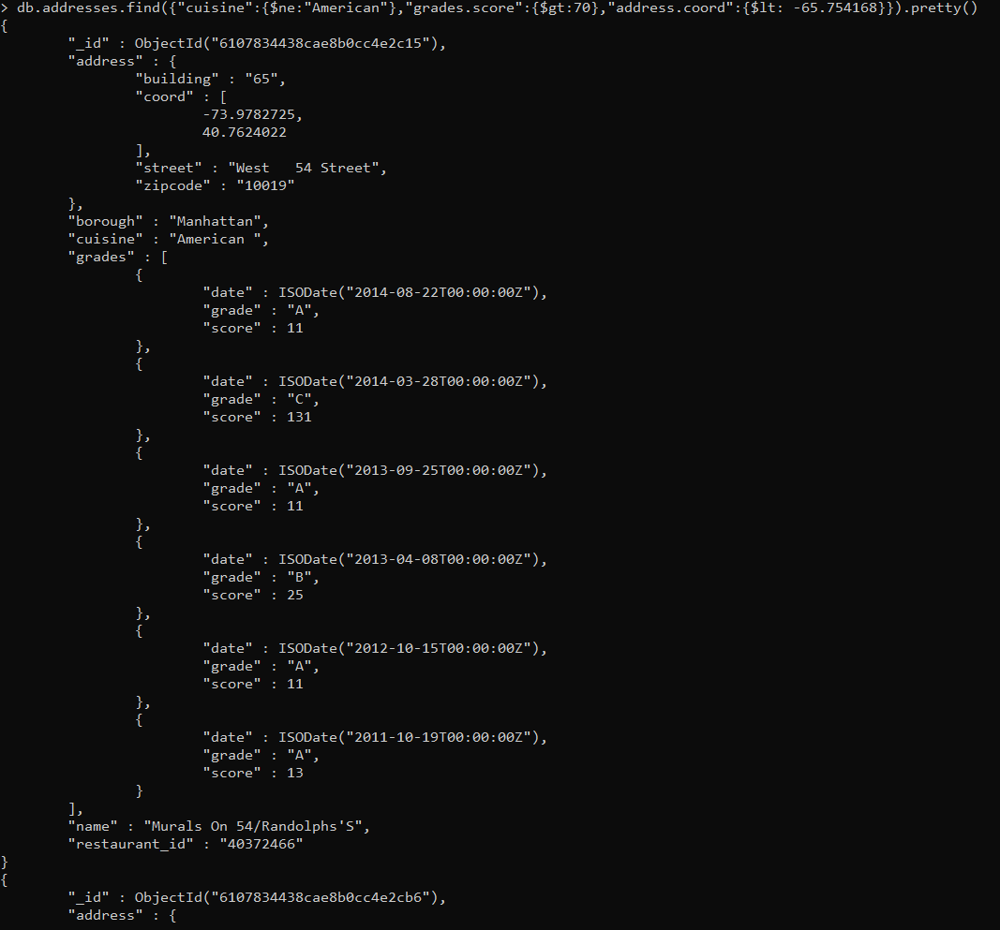 > db.addresses.find({"cuisine":{$ne:"American"},"grades.score":{$gt:70},"address.coord":{$lt: -65.754168}}).pretty()
{
        "_id" : ObjectId("6107834438cae8b0cc4e2c15"),
        "address" : {
                "building" : "65",
                "coord" : [
                        -73.9782725,
                        40.7624022
                ],
                "street" : "West   54 Street",
                "zipcode" : "10019"
        },
        "borough" : "Manhattan",
        "cuisine" : "American ",
        "grades" : [
                {
                        "date" : ISODate("2014-08-22T00:00:00Z"),
                        "grade" : "A",
                        "score" : 11
                },
                {
                        "date" : ISODate("2014-03-28T00:00:00Z"),
                        "grade" : "C",
                        "score" : 131
                },
                {
                        "date" : ISODate("2013-09-25T00:00:00Z"),
                        "grade" : "A",
                        "score" : 11
                },
                {
                        "date" : ISODate("2013-04-08T00:00:00Z"),
                        "grade" : "B",
                        "score" : 25
                },
                {
                        "date" : ISODate("2012-10-15T00:00:00Z"),
                        "grade" : "A",
                        "score" : 11
                },
                {
                        "date" : ISODate("2011-10-19T00:00:00Z"),
                        "grade" : "A",
                        "score" : 13
                }
        ],
        "name" : "Murals On 54/Randolphs'S",
        "restaurant_id" : "40372466"
}
{
        "_id" : ObjectId("6107834438cae8b0cc4e2cb6"),
        "address" : {